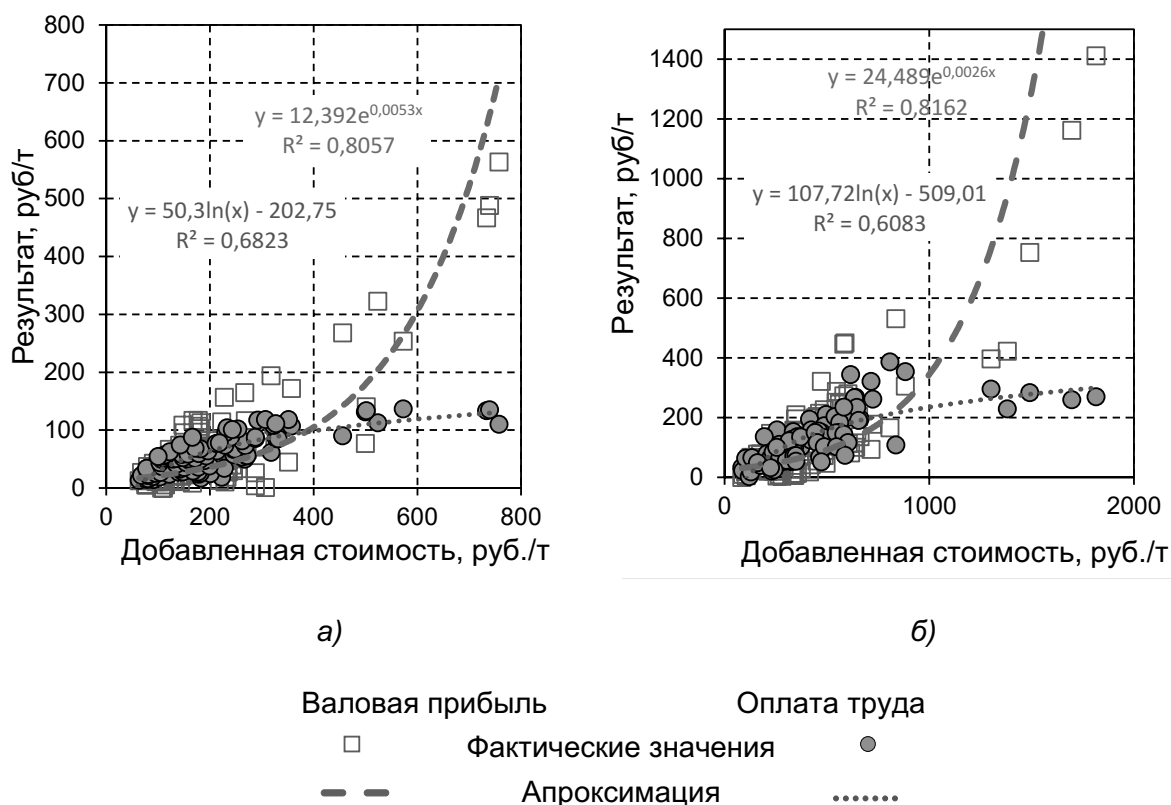 800
700
600
500
400
300
200
100
0
Результат, руб/т
y = 12,392e^0,0053x
R² = 0,8057
y = 50,3ln(x) - 202,75
R² = 0,6823
0 200 400 600 800
Добавленная стоимость, руб./т
1400
1200
1000
800
600
400
200
0
Результат, руб/т
y = 24,489e^0,0026x
R² = 0,8162
y = 107,72ln(x) - 509,01
R² = 0,6083
0 1000 2000
Добавленная стоимость, руб./т
а) б)
Валовая прибыль Оплата труда
Фактические значения
Апроксимация